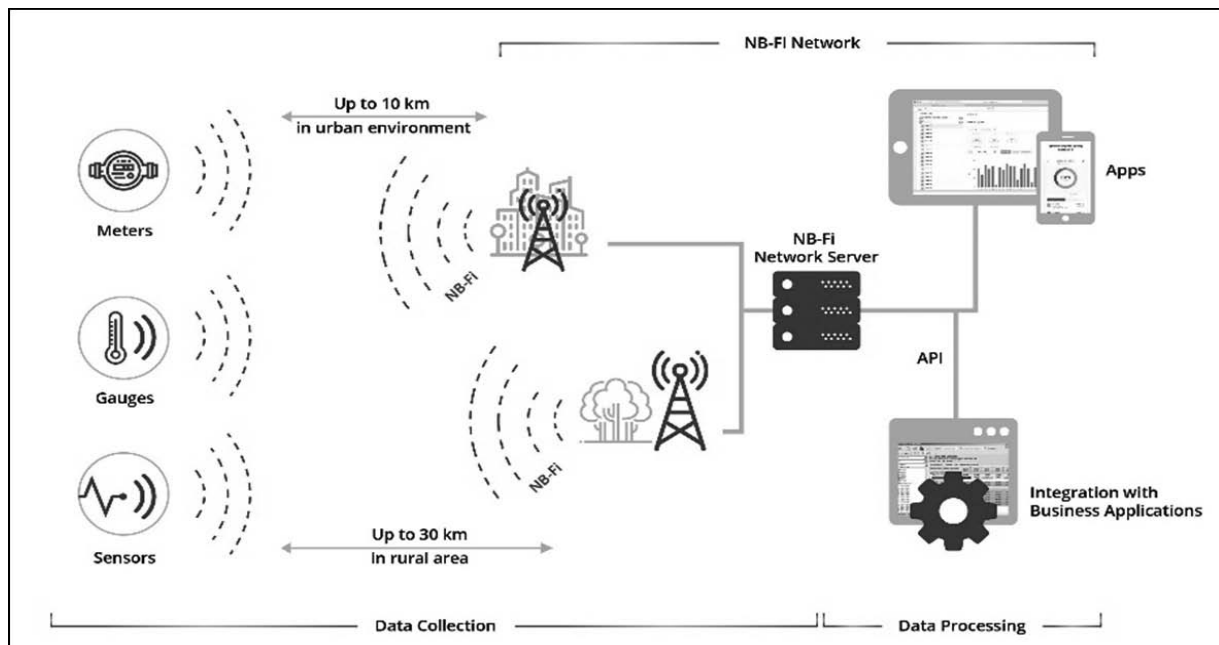 NB-FI Network
Up to 10 km
in urban environment
Meters
NB-Fi
Apps
NB-Fi
Network Server
Gauges
API
NB-Fi
Sensors
Up to 30 km
in rural area
Integration with
Business Applications
Data Collection
Data Processing